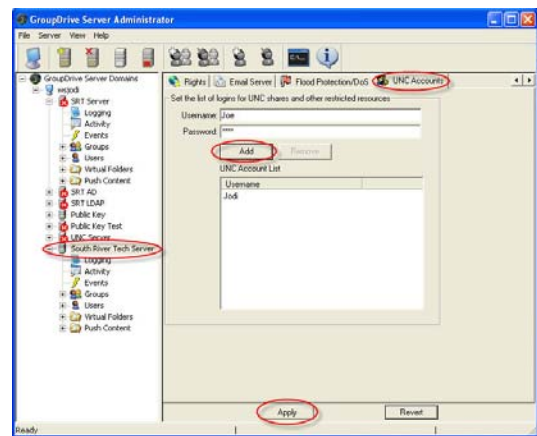 GroupDrive Server Administrator
File Server View Help
GroupDrive Server Domains
wsjodi
SRT Server
Logging
Activity
Events
Groups
Users
Virtual Folders
Push Content
SRT AD
SRT LDAP
Public Key
Public Key Test
UNC Server
South River Tech Server
Logging
Activity
Events
Groups
Users
Virtual Folders
Push Content
Rights Email Server Flood Protection/DoS UNC Accounts
Set the list of logins for UNC shares and other restricted resources
Username: Joe
Password: ****
Add Remove
UNC Account List
Username
Jodi
Apply Revert
Ready